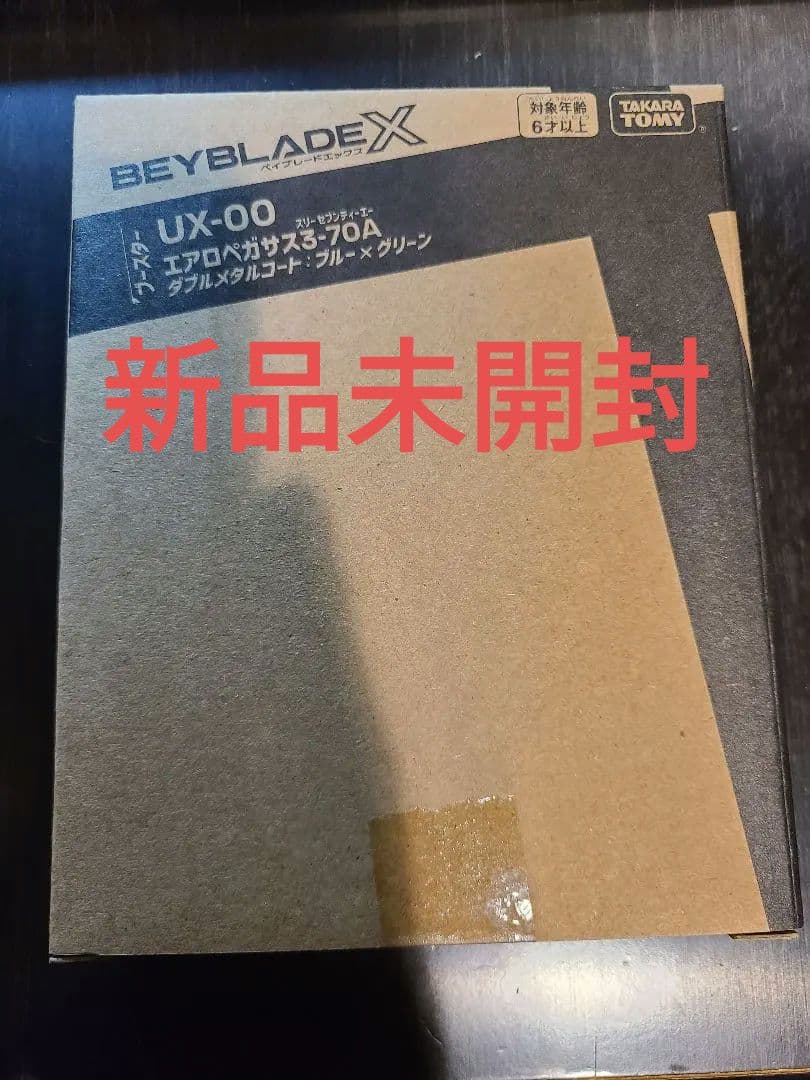 BEYBLADE X
ベイブレードエックス
対象年齢
6才以上
TAKARA
TOMY
®
ブースター
UX-00
スリーセブンティーエー
エアロペガサス3-70A
ダブルメタルコート:ブルー×グリーン
新品未開封